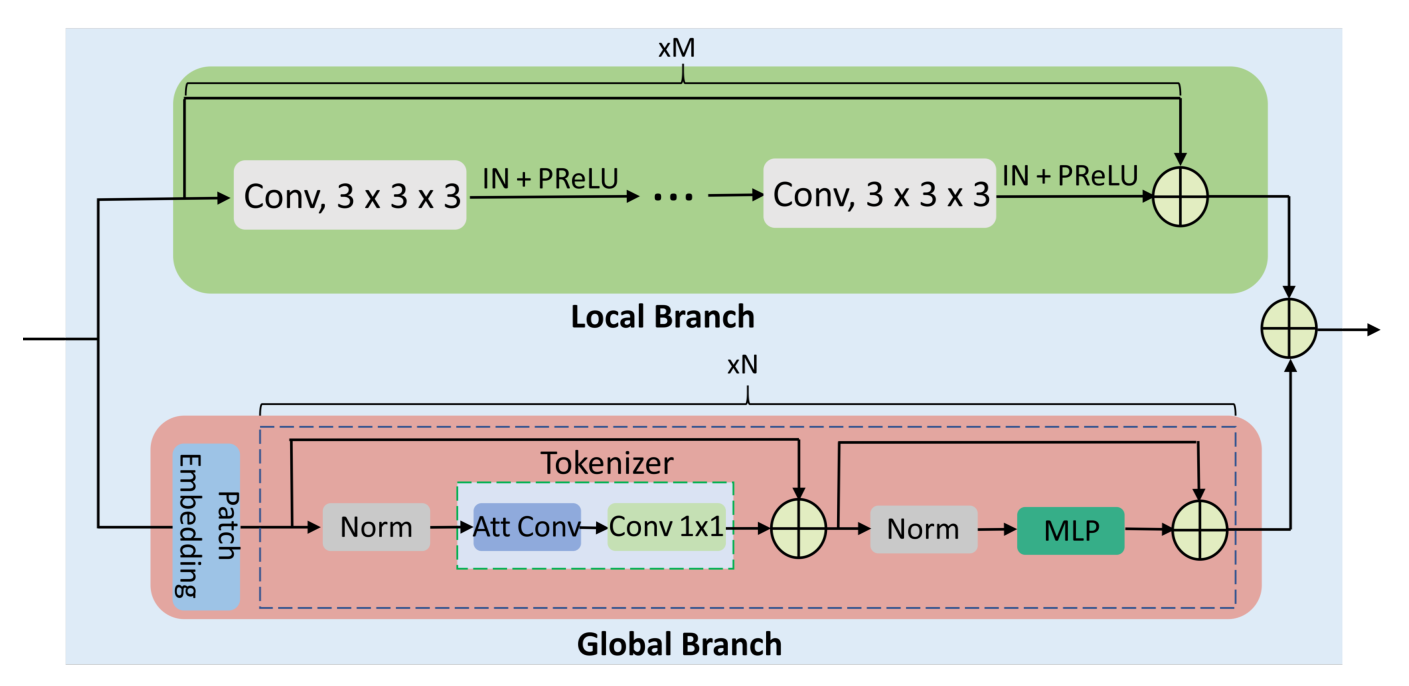 xM
Conv, 3 x 3 x 3
IN + PReLU
...
Conv, 3 x 3 x 3
IN + PReLU
Local Branch
xN
Patch
Embedding
Tokenizer
Norm
Att Conv
Conv 1x1
Norm
MLP
Global Branch